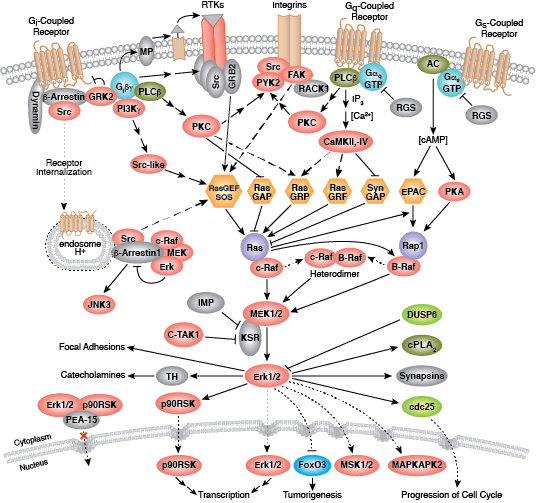 Gi-Coupled
Receptor
RTKs
Integrins
Gq-Coupled
Receptor
Gs-Coupled
Receptor
MP
Dynamin
β-Arrestin
Src
GRK2
Giβγ
PLCβ
PI3Kγ
Src
GRB2
Src
PYK2
FAK
RACK1
PLCβ
Gαq
GTP
AC
Gαs
GTP
RGS
RGS
PKC
PKC
IP3
[Ca2+]
CaMKII,-IV
[cAMP]
Receptor
Internalization
Src-like
RasGEF
SOS
Ras
GAP
Ras
GRP
Ras
GRF
Syn
GAP
EPAC
PKA
endosome
H+
Src
β-Arrestin1
c-Raf
MEK
Erk
Ras
c-Raf
c-Raf
B-Raf
Heterodimer
Rap1
B-Raf
JNK3
IMP
C-TAK1
MEK1/2
KSR
DUSP6
Focal Adhesions
cPLA2
Catecholamines
TH
Erk1/2
Synapsins
Erk1/2
p90RSK
PEA-15
p90RSK
cdc25
Cytoplasm
Nucleus
p90RSK
Erk1/2
FoxO3
MSK1/2
MAPKAPK2
Transcription
Tumorigenesis
Progression of Cell Cycle